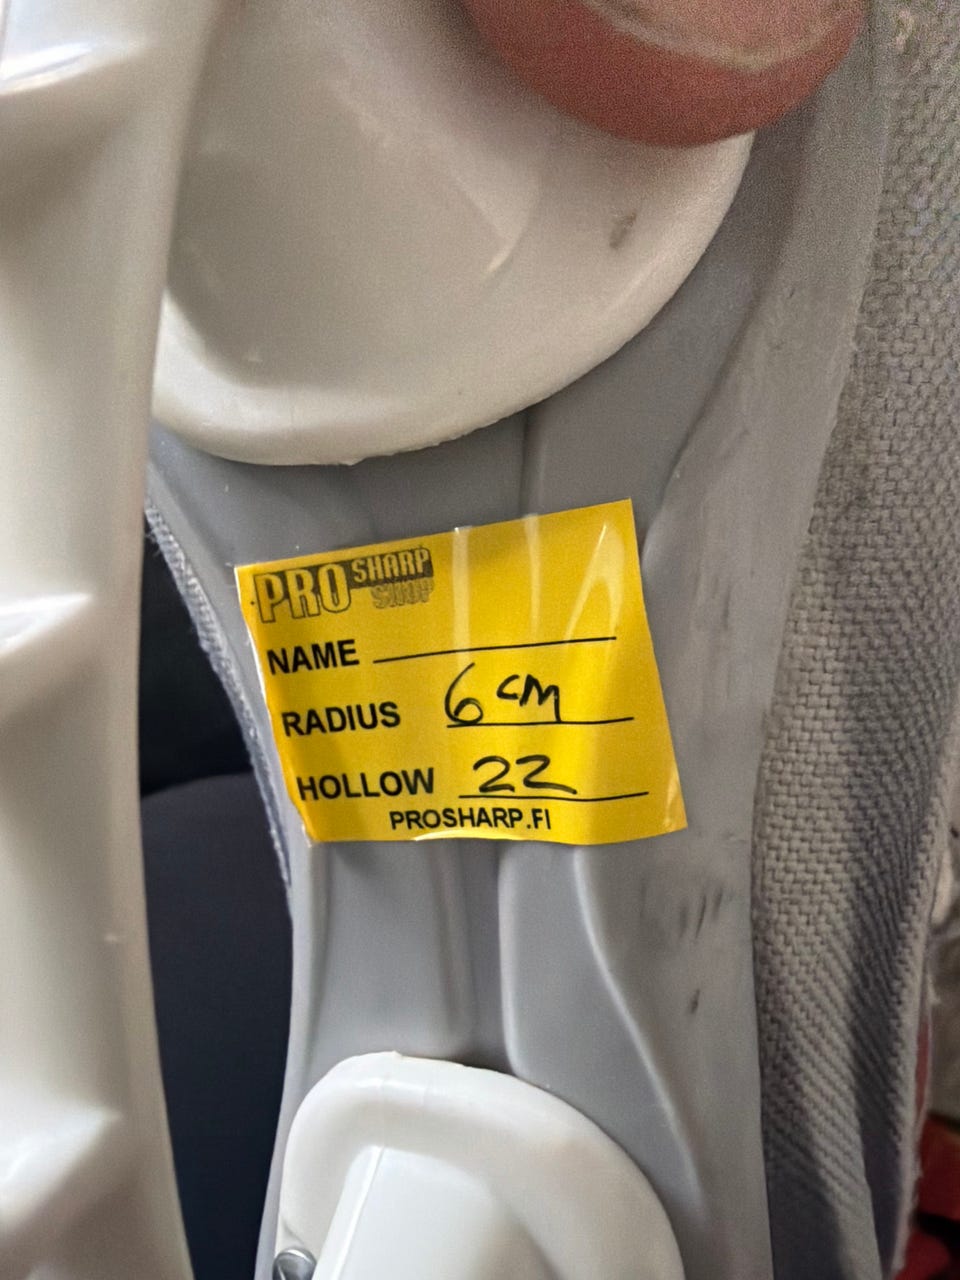 PRO SHARP SHOP
NAME
RADIUS 6 cm
HOLLOW 22
PROSHARP.FI